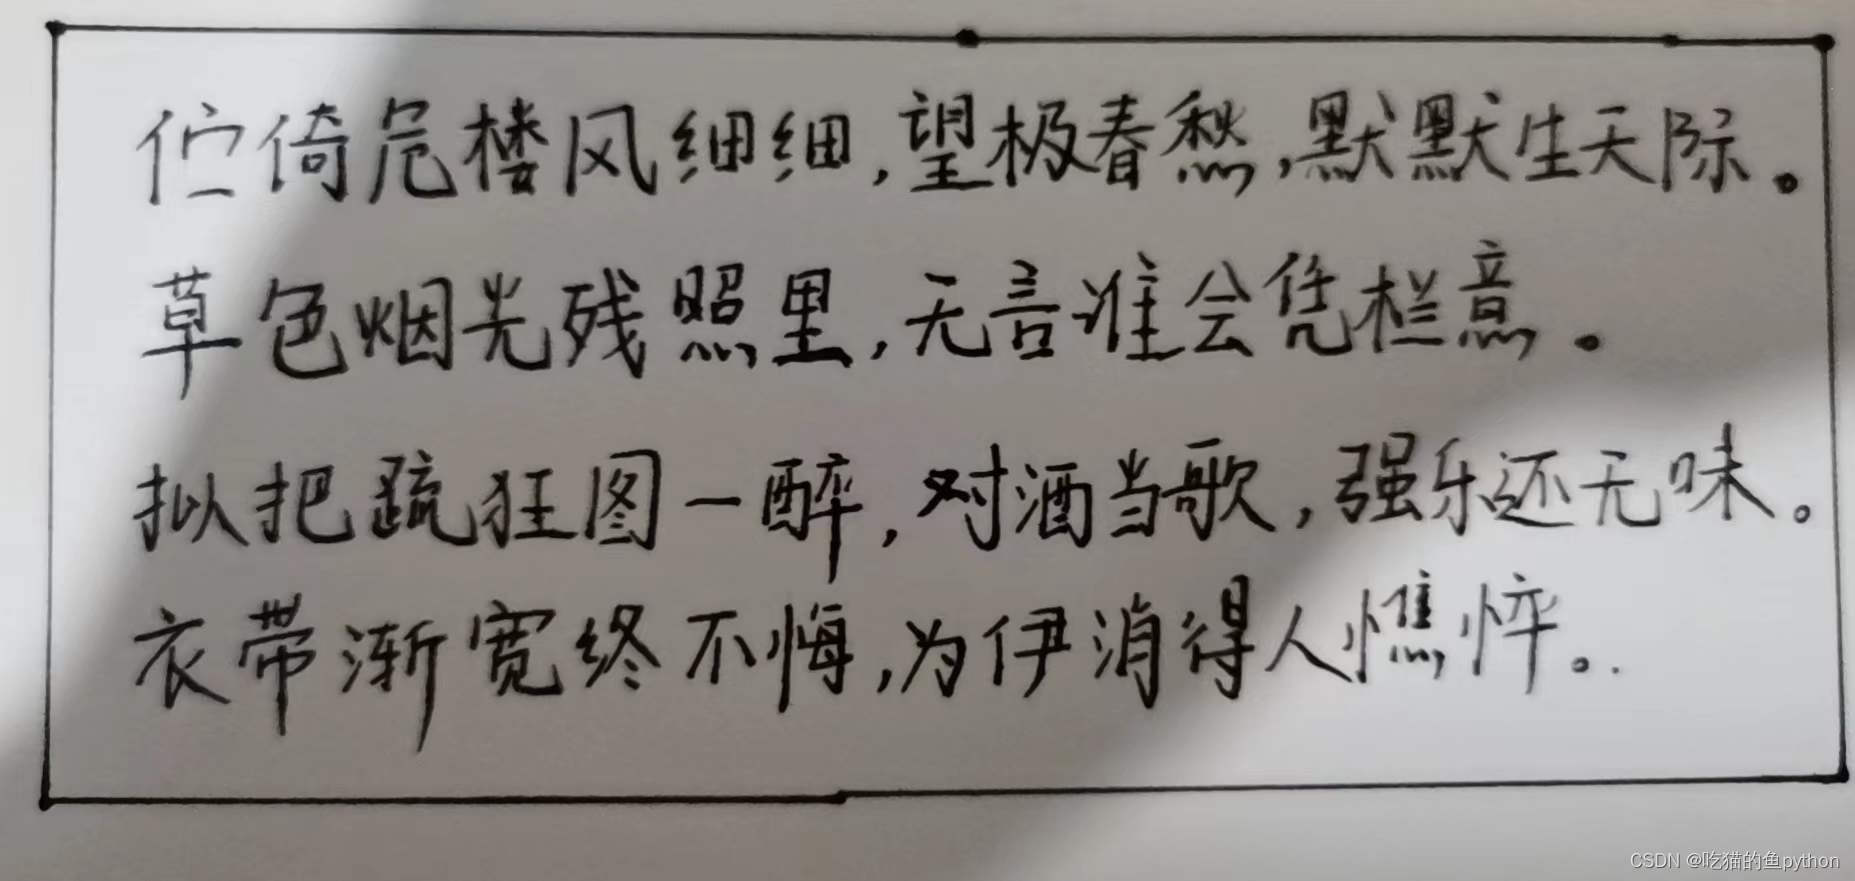 伫倚危楼风细细,望极春愁,默默生天际。
草色烟光残照里,无言谁会凭栏意。
拟把疏狂图一醉,对酒当歌,强乐还无味。
衣带渐宽终不悔,为伊消得人憔悴。.
CSDN @吃猫的鱼python